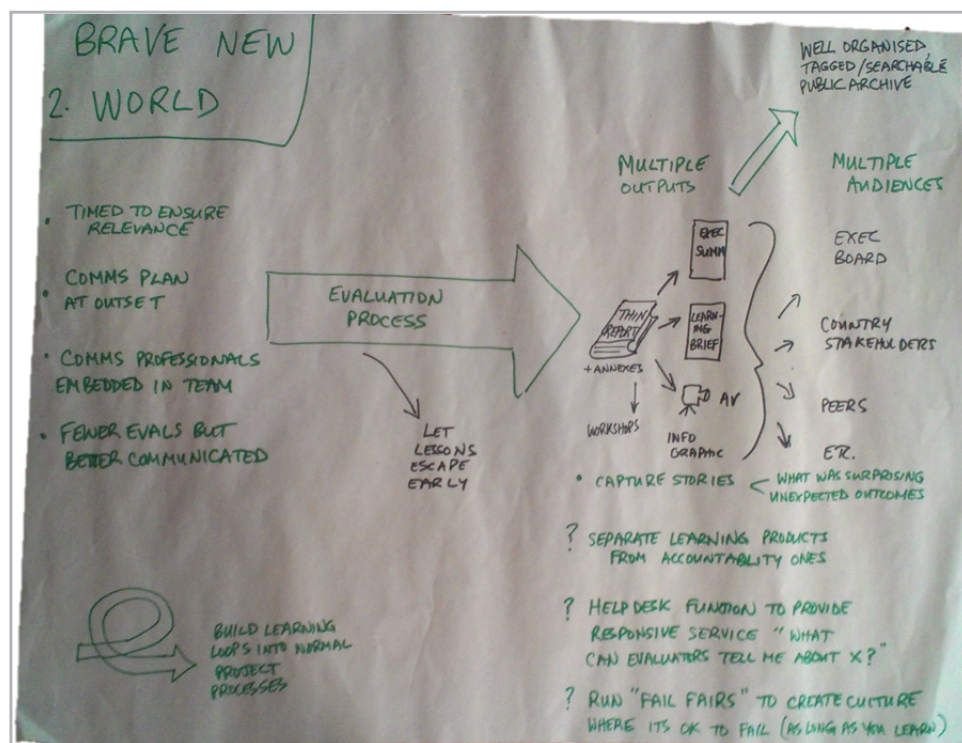 BRAVE NEW
2. WORLD
• TIMED TO ENSURE
RELEVANCE
• COMMS PLAN
AT OUTSET
• COMMS PROFESSIONALS
EMBEDDED IN TEAM
• FEWER EVALS BUT
BETTER COMMUNICATED
EVALUATION
PROCESS
LET
LESSONS
ESCAPE
EARLY
BUILD LEARNING
LOOPS INTO NORMAL
PROJECT
PROCESSES
WELL ORGANISED,
TAGGED/SEARCHABLE
PUBLIC ARCHIVE
MULTIPLE
OUTPUTS
THIN
REPORT
+ ANNEXES
WORKSHOPS
EXEC
SUMM
LEARN-
ING
BRIEF
AV
INFO
GRAPHIC
MULTIPLE
AUDIENCES
EXEC
BOARD
COUNTRY
STAKEHOLDERS
PEERS
ETC.
• CAPTURE STORIES
WHAT WAS SURPRISING
UNEXPECTED OUTCOMES
? SEPARATE LEARNING PRODUCTS
FROM ACCOUNTABILITY ONES
? HELPDESK FUNCTION TO PROVIDE
RESPONSIVE SERVICE "WHAT
CAN EVALUATORS TELL ME ABOUT X?"
? RUN "FAIL FAIRS" TO CREATE CULTURE
WHERE ITS OK TO FAIL (AS LONG AS YOU LEARN)